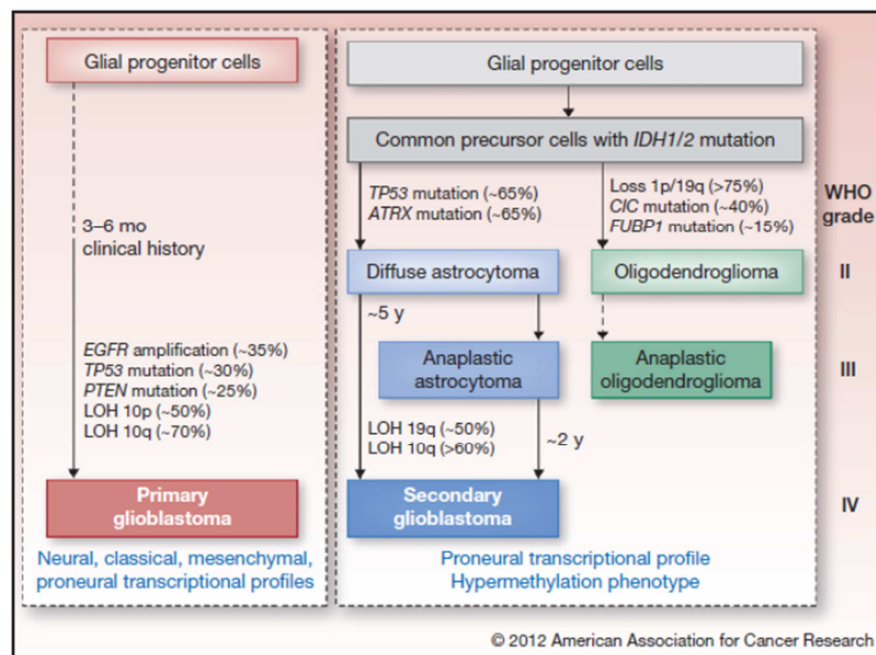 Glial progenitor cells
3–6 mo
clinical history
EGFR amplification (~35%)
TP53 mutation (~30%)
PTEN mutation (~25%)
LOH 10p (~50%)
LOH 10q (~70%)
Primary
glioblastoma
Neural, classical, mesenchymal,
proneural transcriptional profiles
Glial progenitor cells
Common precursor cells with IDH1/2 mutation
TP53 mutation (~65%)
ATRX mutation (~65%)
Loss 1p/19q (>75%)
CIC mutation (~40%)
FUBP1 mutation (~15%)
WHO
grade
Diffuse astrocytoma
Oligodendroglioma
II
~5 y
Anaplastic
astrocytoma
Anaplastic
oligodendroglioma
III
LOH 19q (~50%)
LOH 10q (>60%)
~2 y
Secondary
glioblastoma
IV
Proneural transcriptional profile
Hypermethylation phenotype
© 2012 American Association for Cancer Research